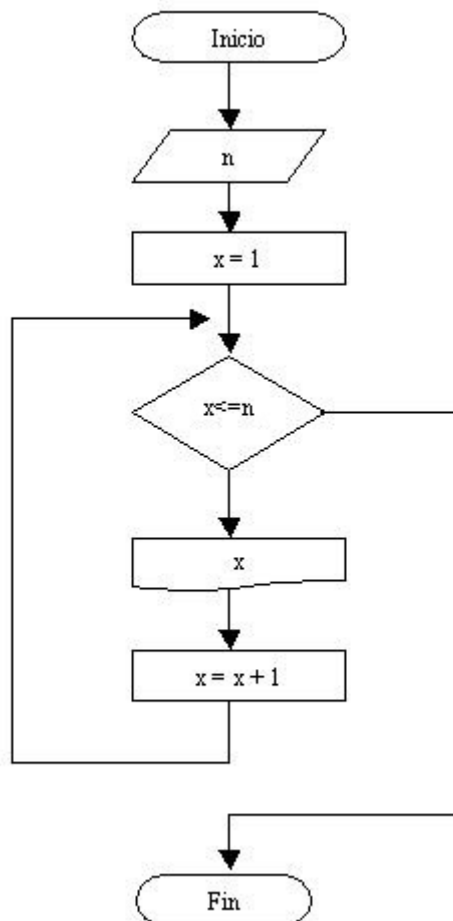 Inicio
n
x = 1
x<=n
x
x = x + 1
Fin